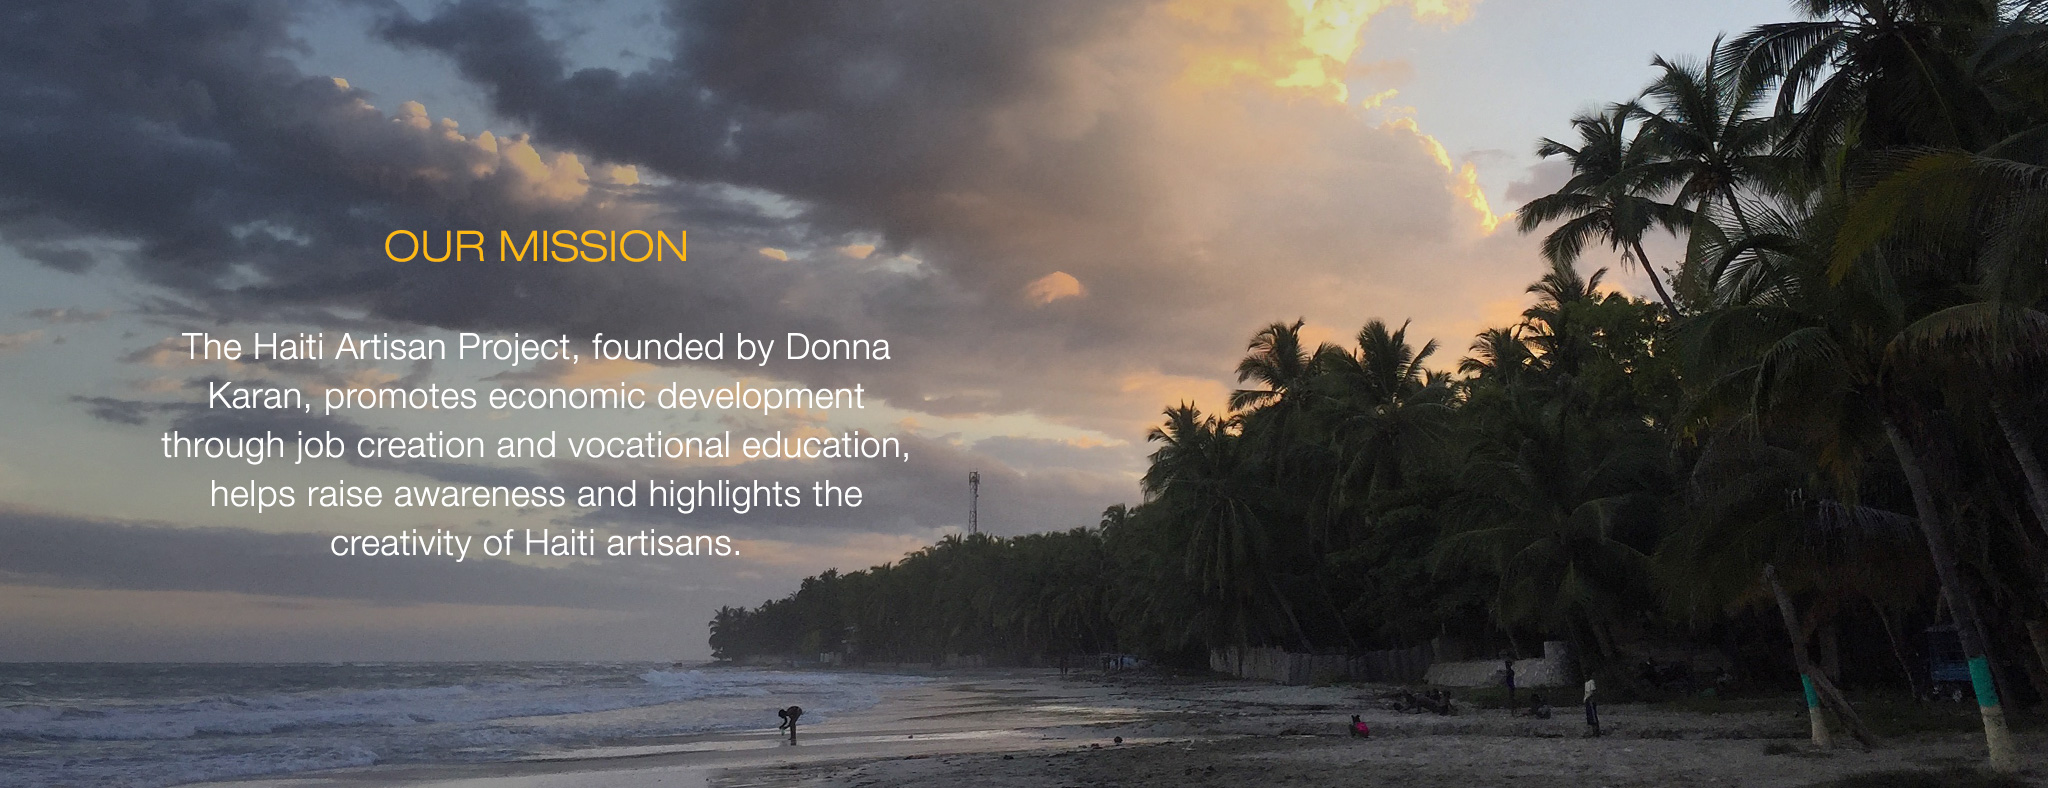 OUR MISSION
The Haiti Artisan Project, founded by Donna
Karan, promotes economic development
through job creation and vocational education,
helps raise awareness and highlights the
creativity of Haiti artisans.